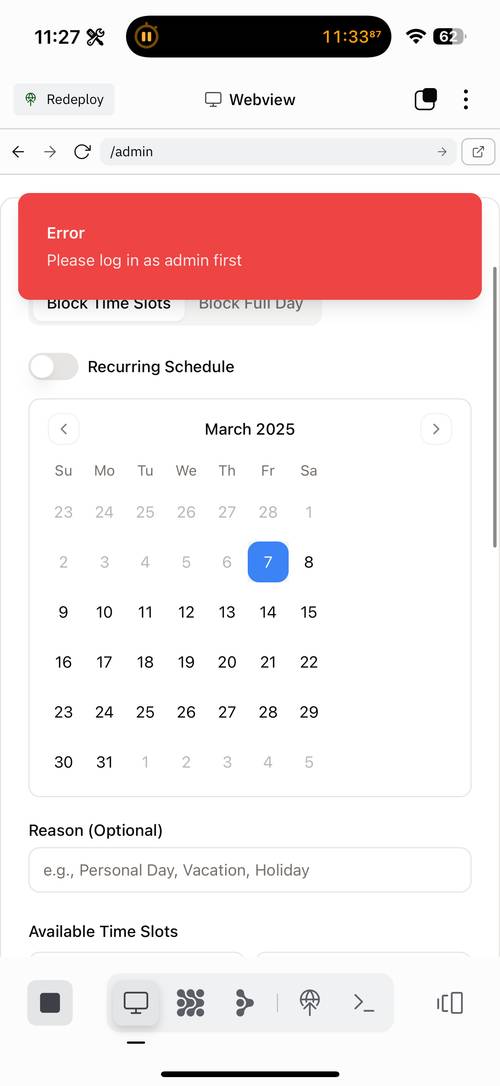 11:27 11:33⁸⁷ 62
Redeploy Webview
/admin
Error
Please log in as admin first
Block Time Slots Block Full Day
Recurring Schedule
March 2025
Su Mo Tu We Th Fr Sa
23 24 25 26 27 28 1
2 3 4 5 6 7 8
9 10 11 12 13 14 15
16 17 18 19 20 21 22
23 24 25 26 27 28 29
30 31 1 2 3 4 5
Reason (Optional)
e.g., Personal Day, Vacation, Holiday
Available Time Slots